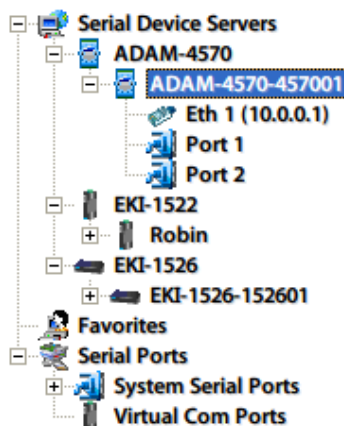 Serial Device Servers
ADAM-4570
ADAM-4570-457001
Eth 1 (10.0.0.1)
Port 1
Port 2
EKI-1522
Robin
EKI-1526
EKI-1526-152601
Favorites
Serial Ports
System Serial Ports
Virtual Com Ports